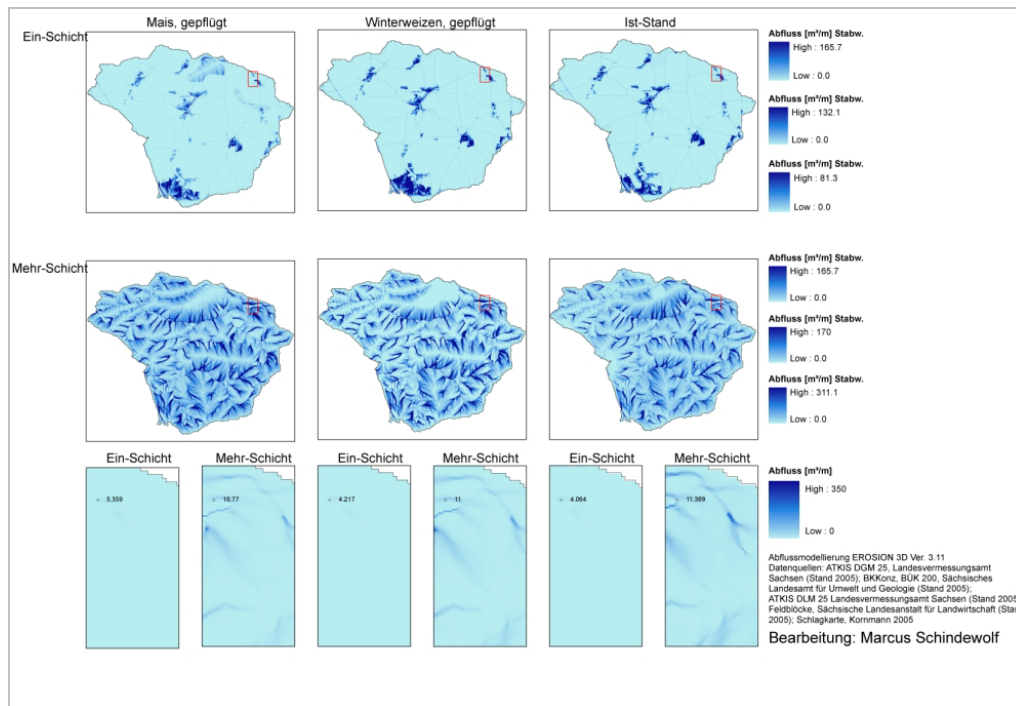 Mais, gepflügt
Winterweizen, gepflügt
Ist-Stand
Ein-Schicht
Abfluss [m³/m] Stabw.
High : 165.7
Low : 0.0
Abfluss [m³/m] Stabw.
High : 132.1
Low : 0.0
Abfluss [m³/m] Stabw.
High : 81.3
Low : 0.0
Mehr-Schicht
Abfluss [m³/m] Stabw.
High : 165.7
Low : 0.0
Abfluss [m³/m] Stabw.
High : 170
Low : 0.0
Abfluss [m³/m] Stabw.
High : 311.1
Low : 0.0
Ein-Schicht
Mehr-Schicht
Ein-Schicht
Mehr-Schicht
Ein-Schicht
Mehr-Schicht
5.359
10.77
4.217
11
4.064
11.369
Abfluss [m³/m]
High : 350
Low : 0
Abflussmodellierung EROSION 3D Ver. 3.11
Datenquellen: ATKIS DGM 25, Landesvermessungsamt
Sachsen (Stand 2005); BKKonz, BÜK 200, Sächsisches
Landesamt für Umwelt und Geologie (Stand 2005);
ATKIS DLM 25 Landesvermessungsamt Sachsen (Stand 2005
Feldblöcke, Sächsische Landesanstalt für Landwirtschaft (Sta
2005); Schlagkarte, Kornmann 2005
Bearbeitung: Marcus Schindewolf